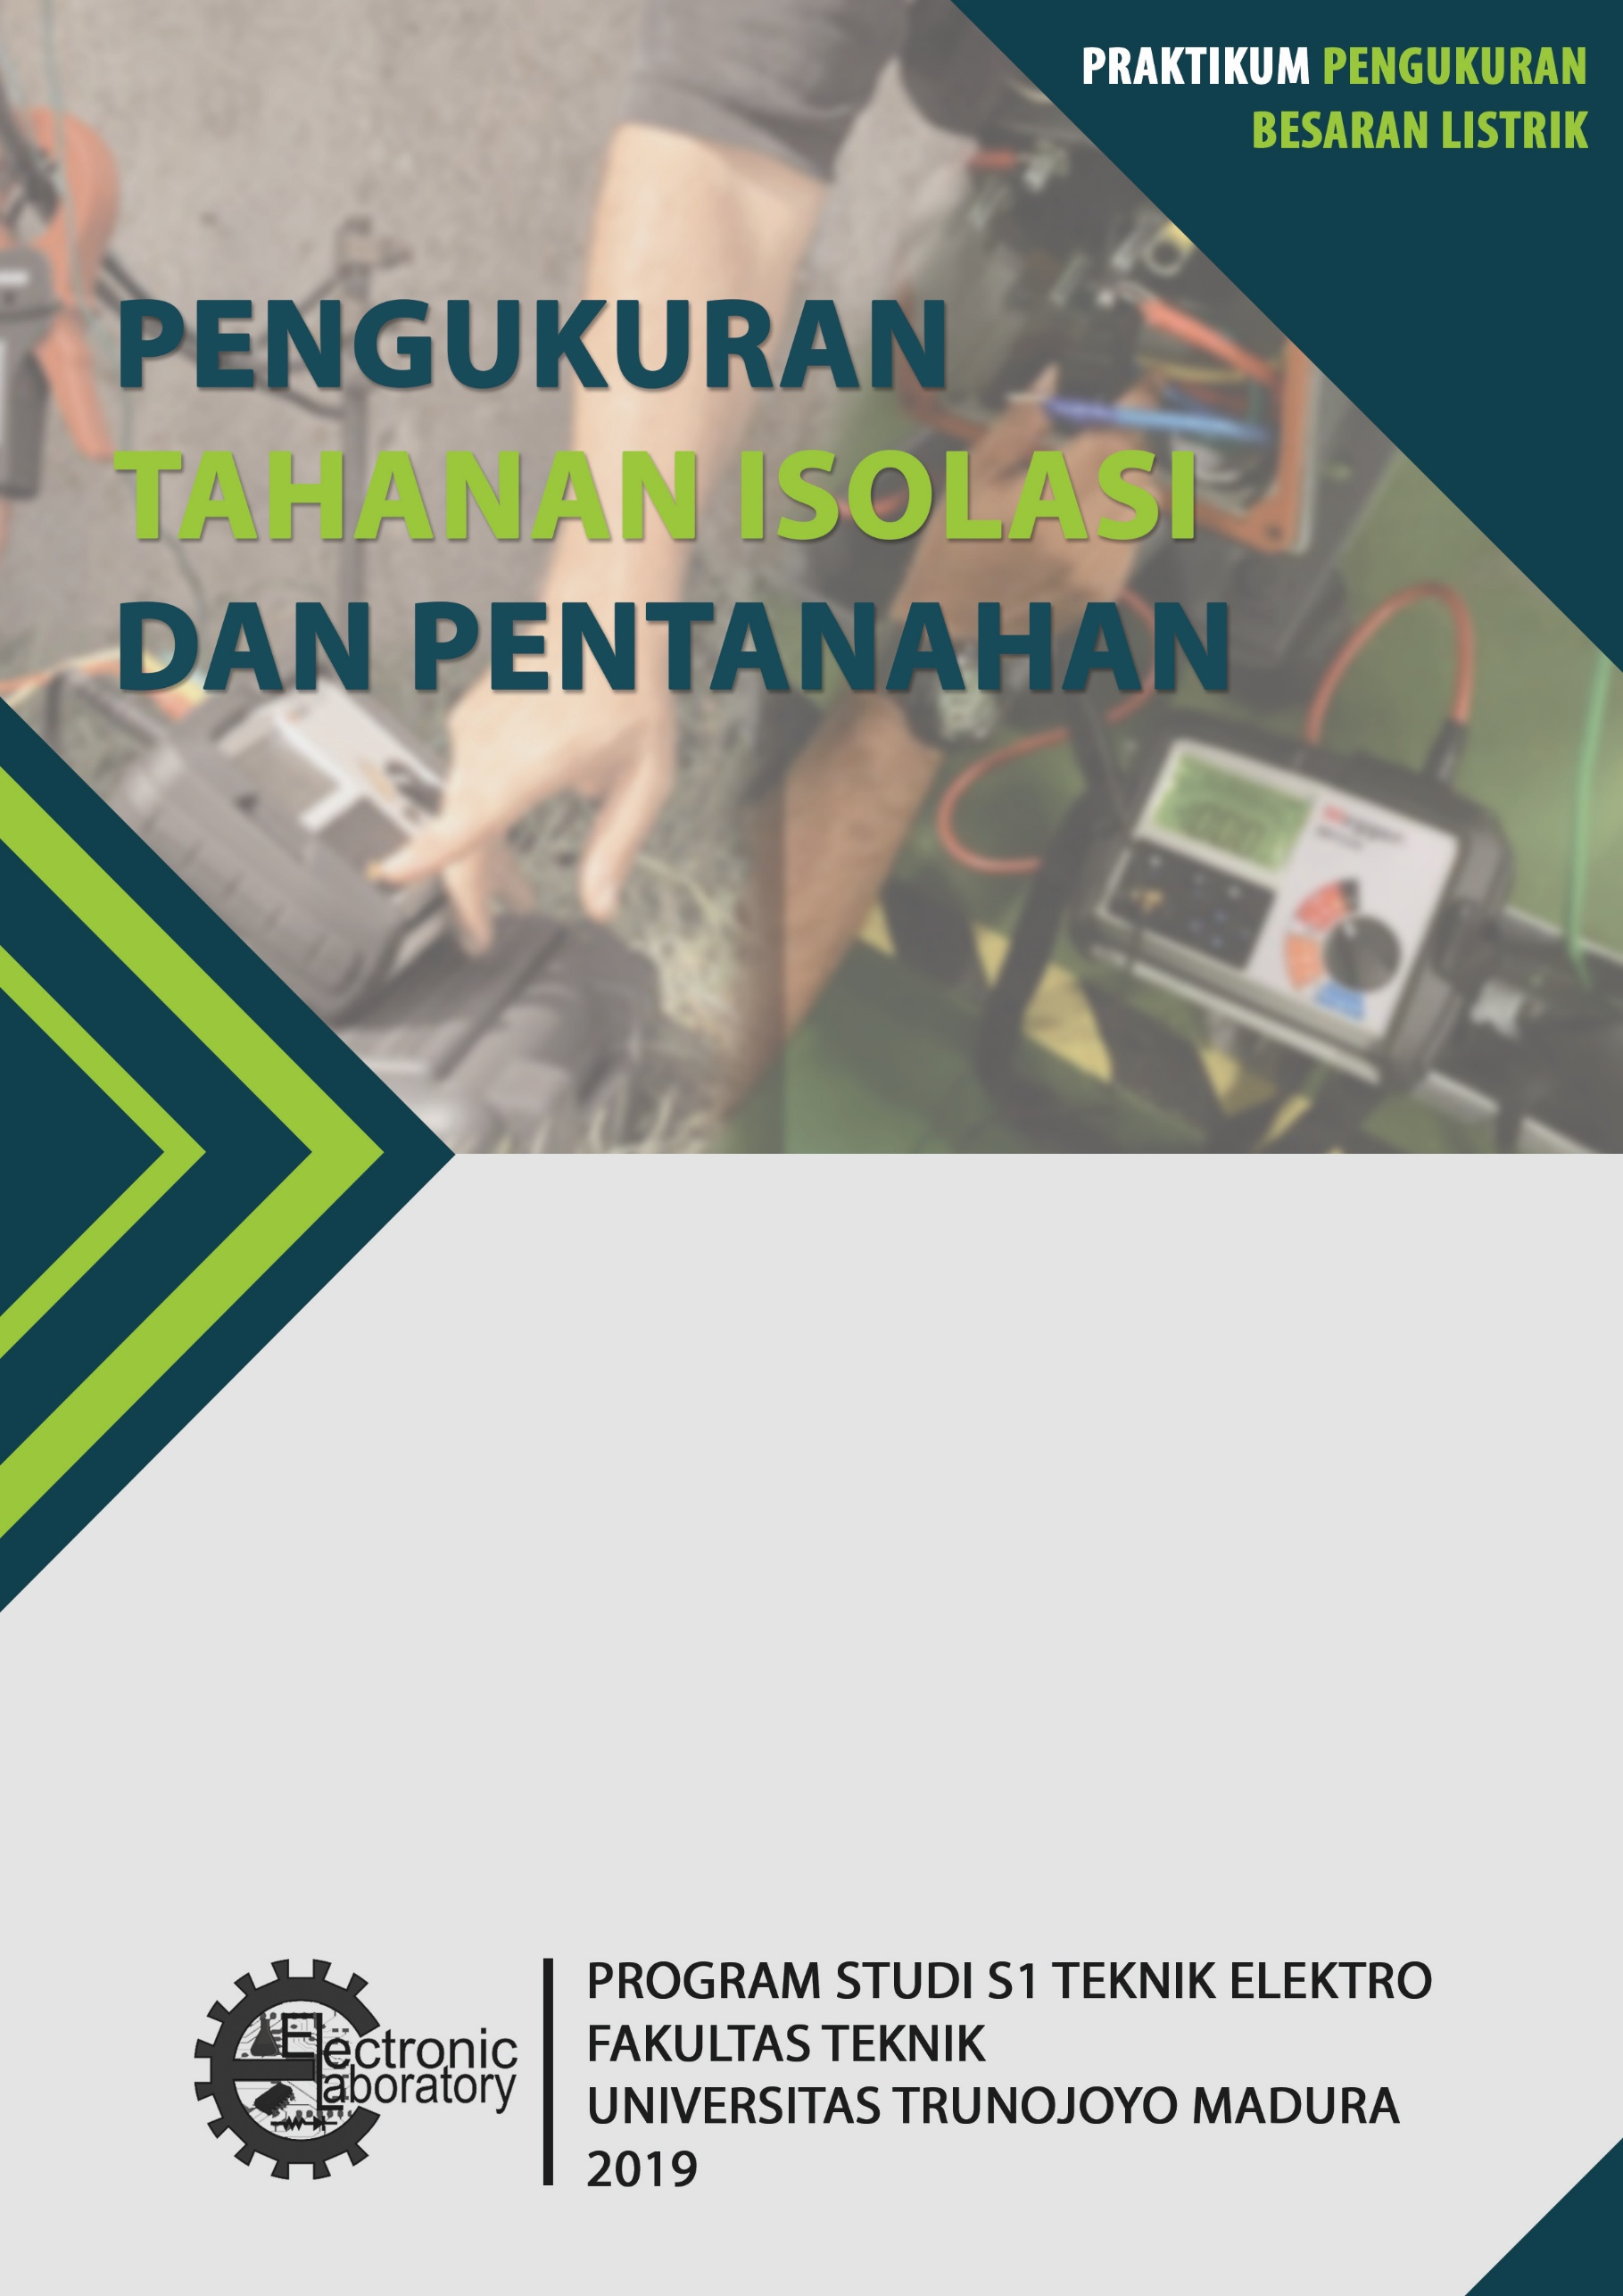 PRAKTIKUM PENGUKURAN
BESARAN LISTRIK
PENGUKURAN
TAHANAN ISOLASI
DAN PENTANAHAN
Electronic
Laboratory
PROGRAM STUDI S1 TEKNIK ELEKTRO
FAKULTAS TEKNIK
UNIVERSITAS TRUNOJOYO MADURA
2019